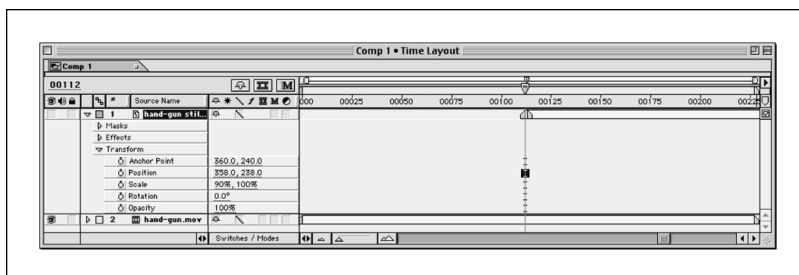 Comp 1 • Time Layout
Comp 1
00112
# Source Name
000 00025 00050 00075 00100 00125 00150 00175 00200
1 hand-gun stil...
Masks
Effects
Transform
Anchor Point 360.0, 240.0
Position 358.0, 238.0
Scale 90%, 100%
Rotation 0.0°
Opacity 100%
2 hand-gun.mov
Switches / Modes